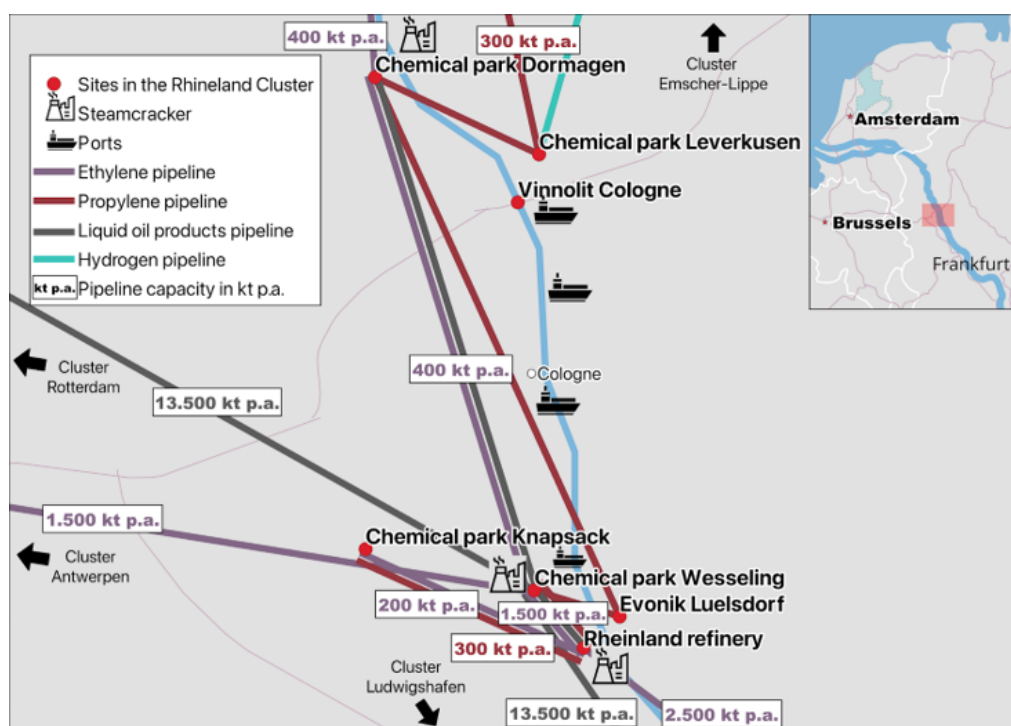 400 kt p.a.
300 kt p.a.
Cluster
Emscher-Lippe
Chemical park Dormagen
Chemical park Leverkusen
Vinnolit Cologne
Sites in the Rhineland Cluster
Steamcracker
Ports
Ethylene pipeline
Propylene pipeline
Liquid oil products pipeline
Hydrogen pipeline
kt p.a. Pipeline capacity in kt p.a.
Amsterdam
Brussels
Frankfurt
Cluster
Rotterdam
13.500 kt p.a.
400 kt p.a.
Cologne
1.500 kt p.a.
Cluster
Antwerpen
Chemical park Knapsack
Chemical park Wesseling
Evonik Luelsdorf
200 kt p.a.
1.500 kt p.a.
300 kt p.a.
Rheinland refinery
Cluster
Ludwigshafen
13.500 kt p.a.
2.500 kt p.a.